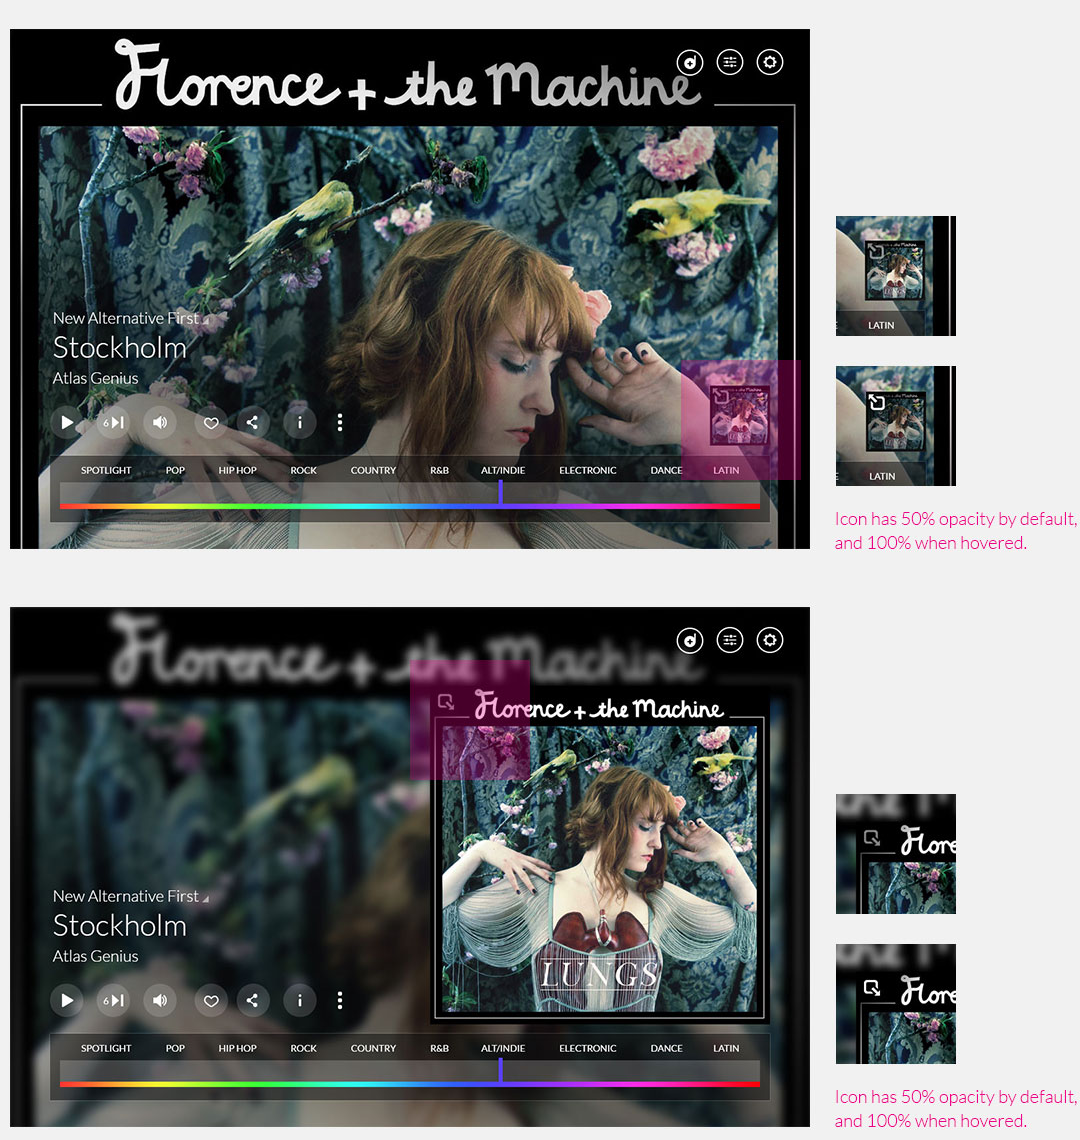 Florence + the Machine
New Alternative First
Stockholm
Atlas Genius
6
SPOTLIGHT POP HIP HOP ROCK COUNTRY R&B ALT/INDIE ELECTRONIC DANCE LATIN
LUNGS
LATIN
LATIN
Icon has 50% opacity by default,
and 100% when hovered.
Florence + the Machine
Florence + the Machine
LUNGS
New Alternative First
Stockholm
Atlas Genius
6
SPOTLIGHT POP HIP HOP ROCK COUNTRY R&B ALT/INDIE ELECTRONIC DANCE LATIN
the M
Flore
the M
Flore
Icon has 50% opacity by default,
and 100% when hovered.